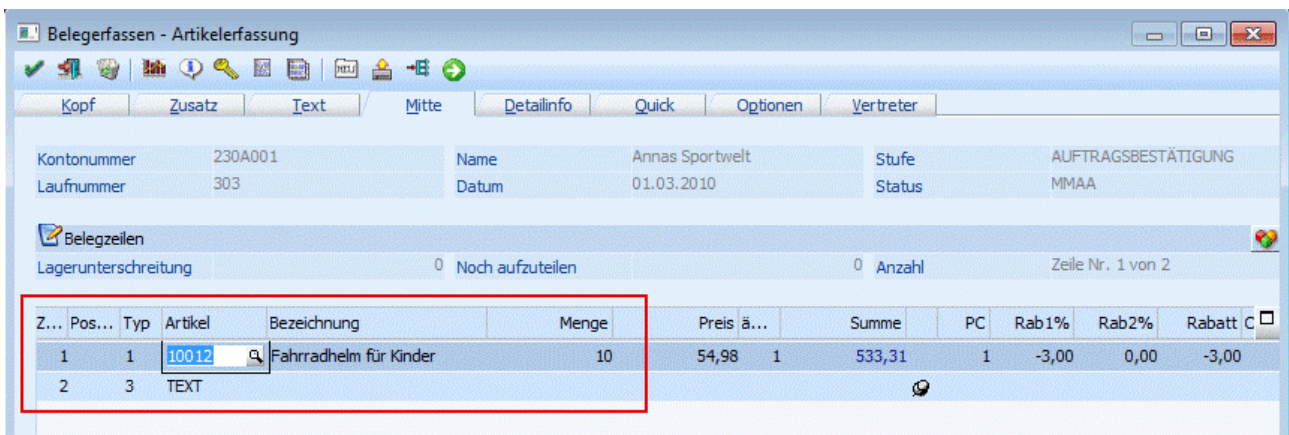 Belegerfassen - Artikelerfassung
MEU
Kopf Zusatz Text Mitte Detailinfo Quick Optionen Vertreter
Kontonummer 230A001 Name Annas Sportwelt Stufe AUFTRAGSBESTÄTIGUNG
Laufnummer 303 Datum 01.03.2010 Status MMAA
Belegzeilen
Lagerunterschreitung 0 Noch aufzuteilen 0 Anzahl Zeile Nr. 1 von 2
Z... Pos... Typ Artikel Bezeichnung Menge Preis ä... Summe PC Rab1% Rab2% Rabatt C
1 1 10012 Fahrradhelm für Kinder 10 54,98 1 533,31 1 -3,00 0,00 -3,00
2 3 TEXT